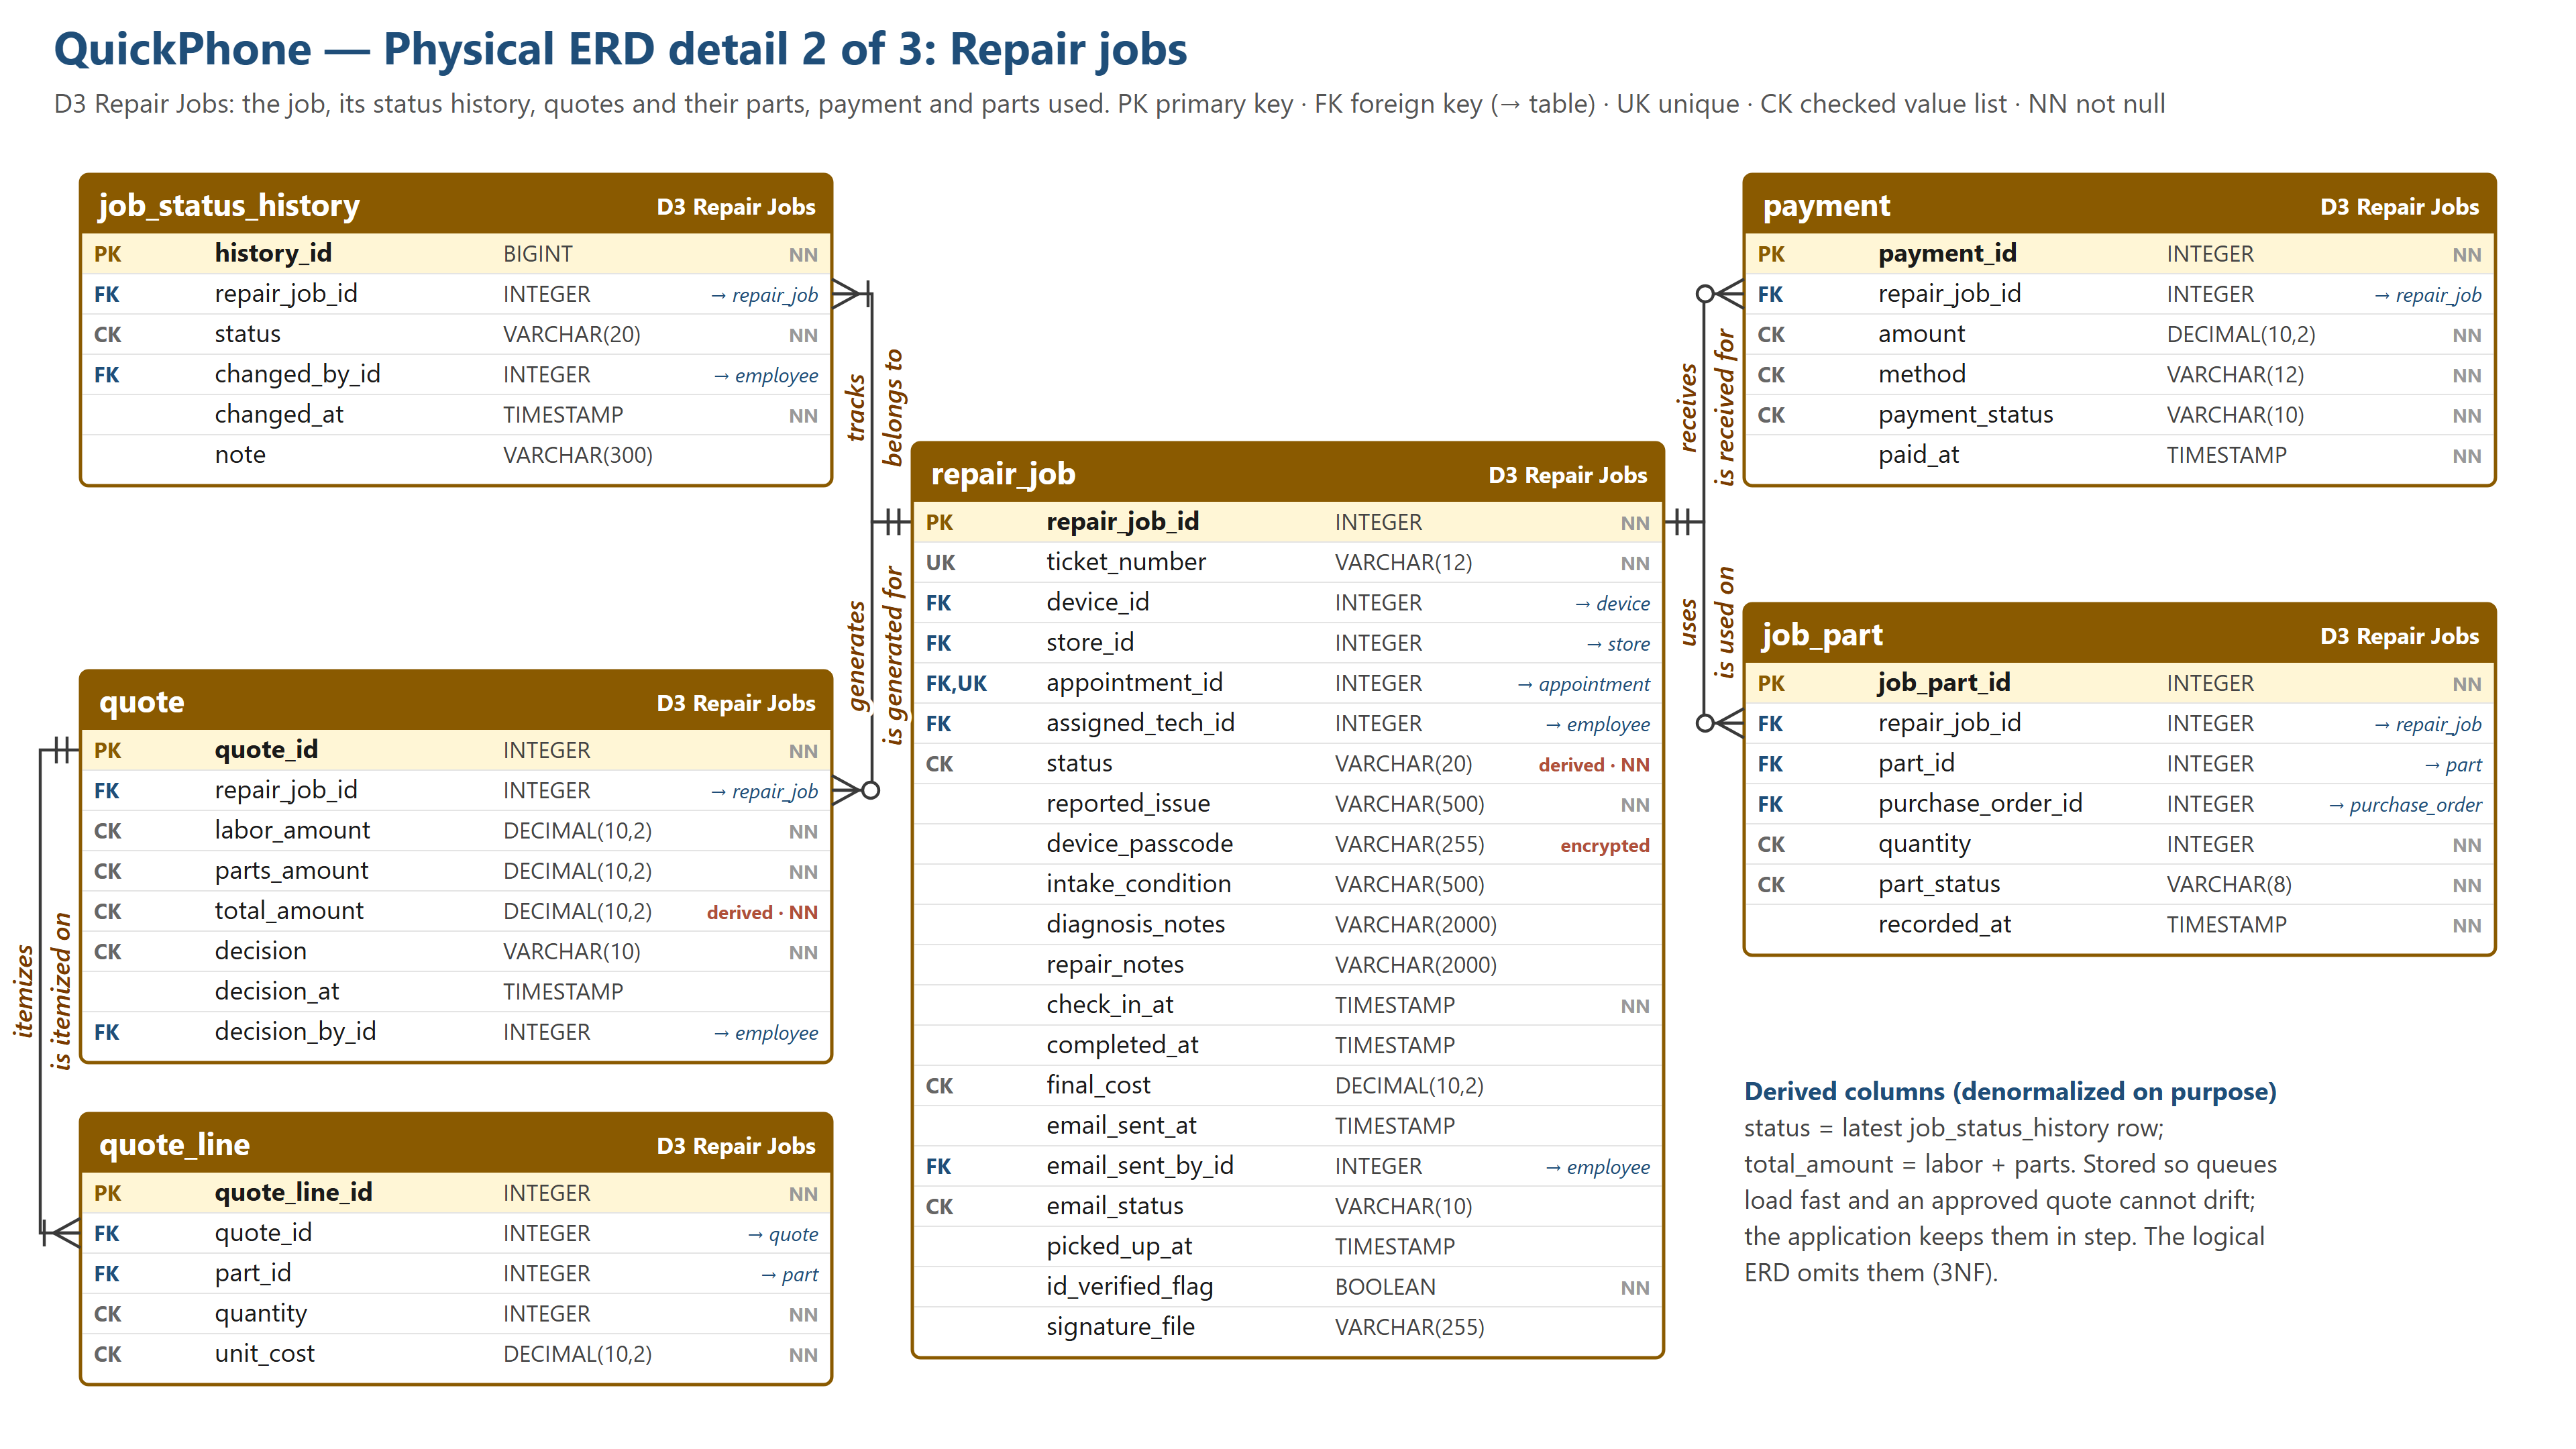 QuickPhone — Physical ERD detail 2 of 3: Repair jobs
D3 Repair Jobs: the job, its status history, quotes and their parts, payment and parts used. PK primary key · FK foreign key (→ table) · UK unique · CK checked value list · NN not null
job_status_history D3 Repair Jobs
PK history_id BIGINT NN
FK repair_job_id INTEGER → repair_job
CK status VARCHAR(20) NN
FK changed_by_id INTEGER → employee
changed_at TIMESTAMP NN
note VARCHAR(300)
tracks
belongs to
generates
is generated for
quote D3 Repair Jobs
PK quote_id INTEGER NN
FK repair_job_id INTEGER → repair_job
CK labor_amount DECIMAL(10,2) NN
CK parts_amount DECIMAL(10,2) NN
CK total_amount DECIMAL(10,2) derived · NN
CK decision VARCHAR(10) NN
decision_at TIMESTAMP
FK decision_by_id INTEGER → employee
itemizes
is itemized on
quote_line D3 Repair Jobs
PK quote_line_id INTEGER NN
FK quote_id INTEGER → quote
FK part_id INTEGER → part
CK quantity INTEGER NN
CK unit_cost DECIMAL(10,2) NN
repair_job D3 Repair Jobs
PK repair_job_id INTEGER NN
UK ticket_number VARCHAR(12) NN
FK device_id INTEGER → device
FK store_id INTEGER → store
FK,UK appointment_id INTEGER → appointment
FK assigned_tech_id INTEGER → employee
CK status VARCHAR(20) derived · NN
reported_issue VARCHAR(500) NN
device_passcode VARCHAR(255) encrypted
intake_condition VARCHAR(500)
diagnosis_notes VARCHAR(2000)
repair_notes VARCHAR(2000)
check_in_at TIMESTAMP NN
completed_at TIMESTAMP
CK final_cost DECIMAL(10,2)
email_sent_at TIMESTAMP
FK email_sent_by_id INTEGER → employee
CK email_status VARCHAR(10)
picked_up_at TIMESTAMP
id_verified_flag BOOLEAN NN
signature_file VARCHAR(255)
receives
is received for
uses
is used on
payment D3 Repair Jobs
PK payment_id INTEGER NN
FK repair_job_id INTEGER → repair_job
CK amount DECIMAL(10,2) NN
CK method VARCHAR(12) NN
CK payment_status VARCHAR(10) NN
paid_at TIMESTAMP NN
job_part D3 Repair Jobs
PK job_part_id INTEGER NN
FK repair_job_id INTEGER → repair_job
FK part_id INTEGER → part
FK purchase_order_id INTEGER → purchase_order
CK quantity INTEGER NN
CK part_status VARCHAR(8) NN
recorded_at TIMESTAMP NN
Derived columns (denormalized on purpose)
status = latest job_status_history row;
total_amount = labor + parts. Stored so queues
load fast and an approved quote cannot drift;
the application keeps them in step. The logical
ERD omits them (3NF).